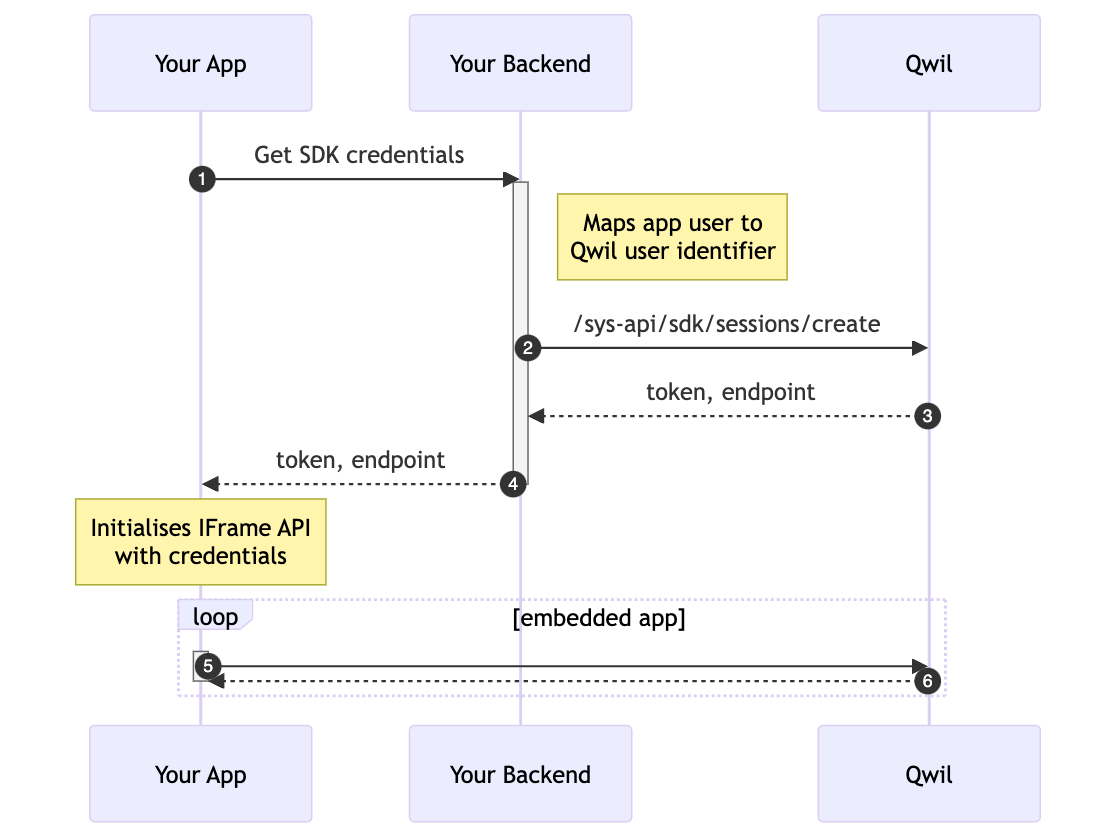 Your App
Your Backend
Qwil
Get SDK credentials
1
Maps app user to
Qwil user identifier
/sys-api/sdk/sessions/create
2
token, endpoint
3
token, endpoint
4
Initialises IFrame API
with credentials
loop
[embedded app]
5
6
Your App
Your Backend
Qwil